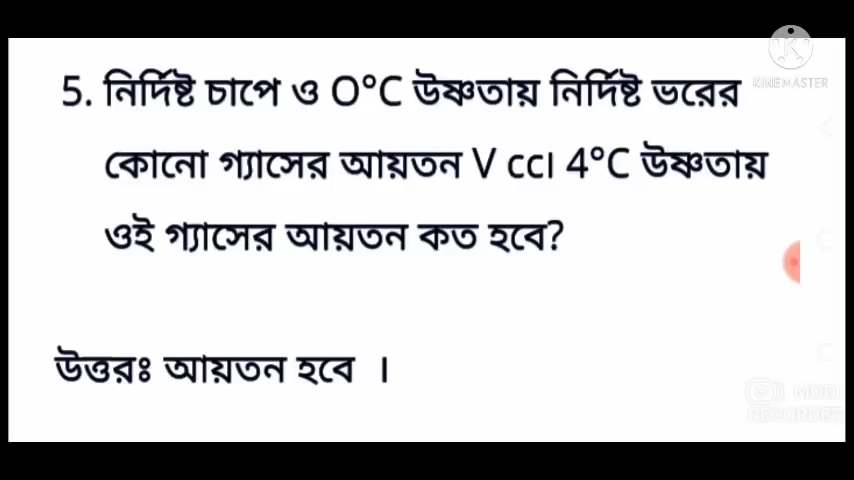 5. নির্দিষ্ট চাপে ও 0°C উষ্ণতায় নির্দিষ্ট ভরের
কোনো গ্যাসের আয়তন V cc। 4°C উষ্ণতায়
ওই গ্যাসের আয়তন কত হবে?
উত্তরঃ আয়তন হবে ।
KINEMASTER
RECORDER